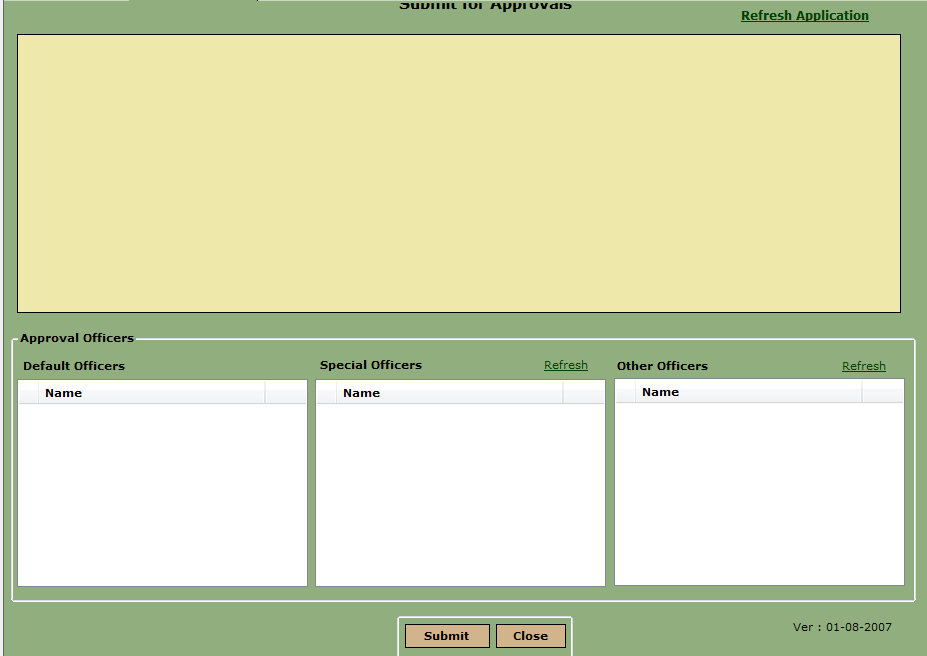 Submit for Approvals
Refresh Application
Approval Officers
Default Officers
Special Officers
Refresh
Other Officers
Refresh
Name
Name
Name
Submit
Close
Ver : 01-08-2007